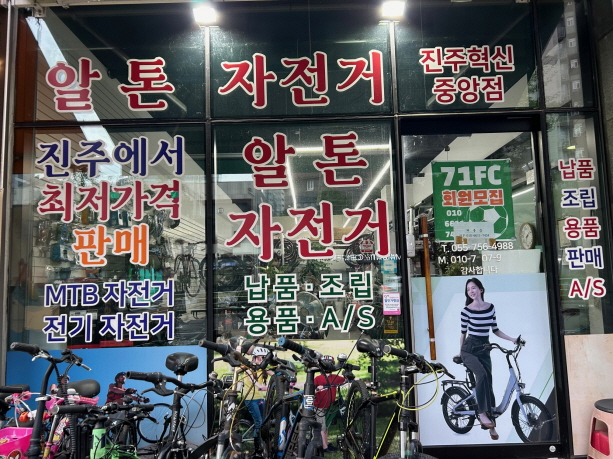 알톤 자전거 진주혁신
중앙점
진주에서
최저가격
판매
MTB 자전거
전기 자전거
알톤
자전거
납품·조립
용품·A/S
71FC
회원모집
010
T. 055-756-4988
감사합니다
납품
조립
용품
판매
A/S